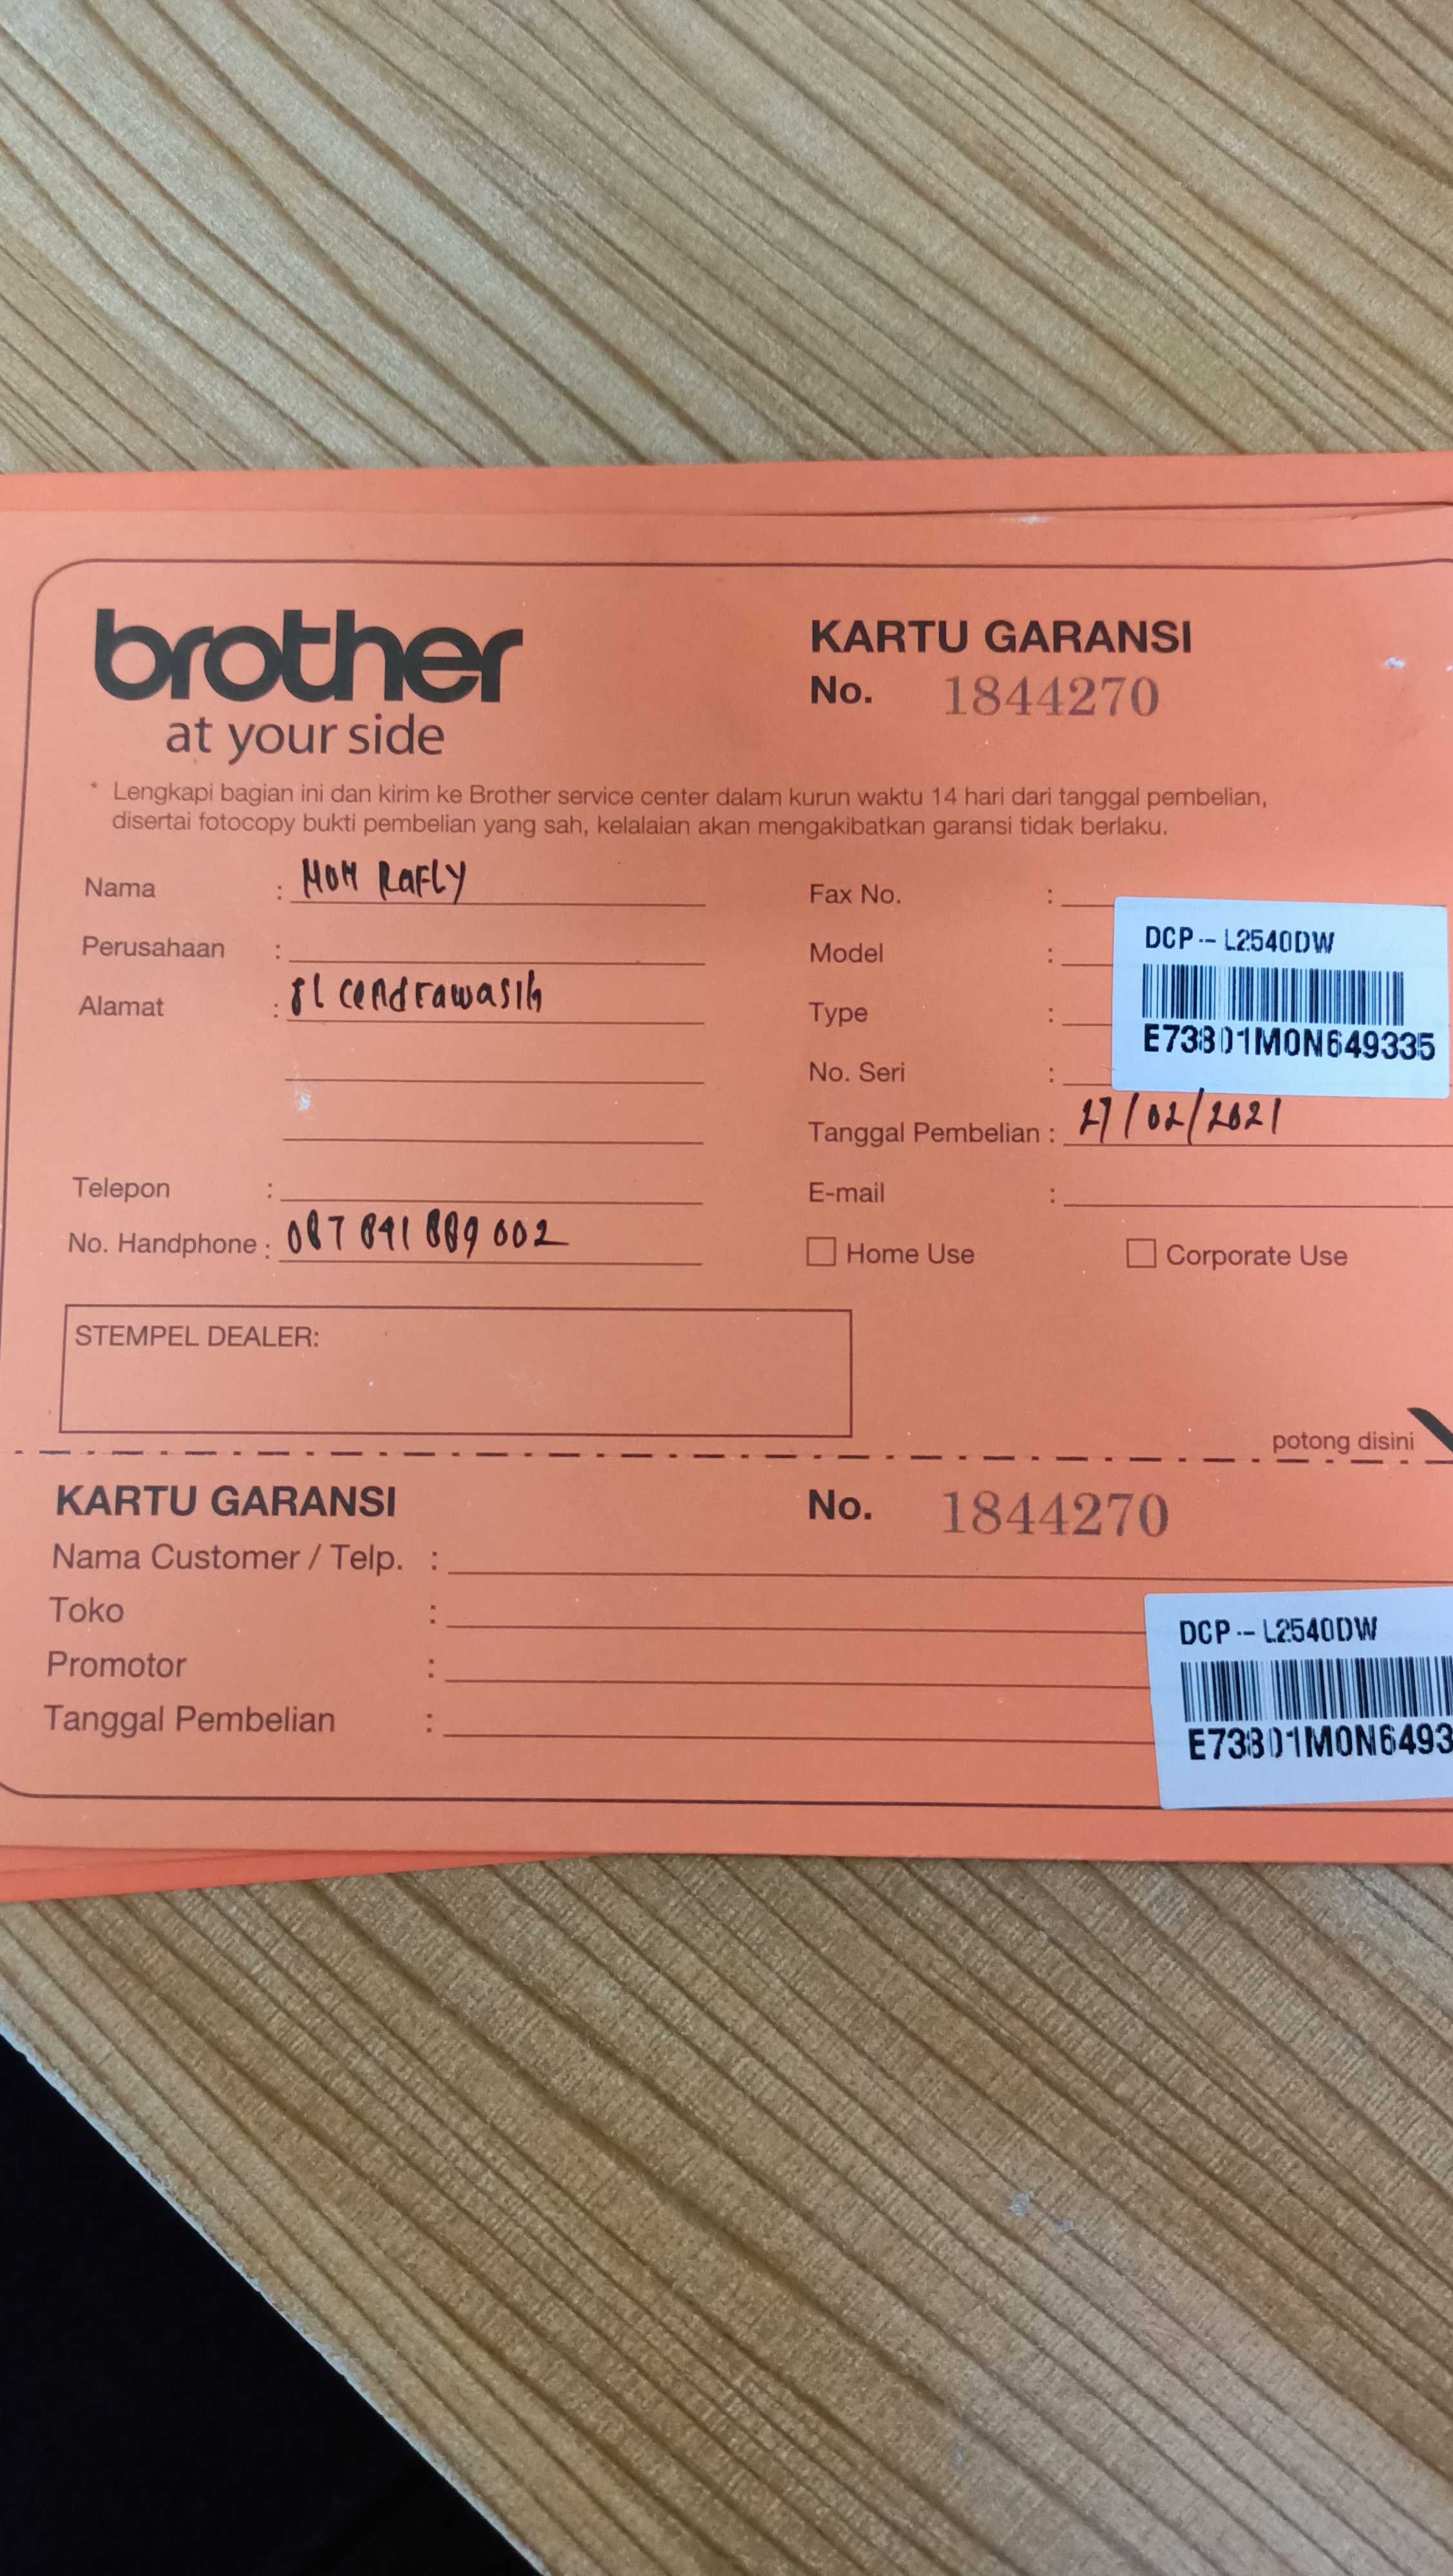 brother
at your side
KARTU GARANSI
No. 1844270
* Lengkapi bagian ini dan kirim ke Brother service center dalam kurun waktu 14 hari dari tanggal pembelian,
disertai fotocopy bukti pembelian yang sah, kelalaian akan mengakibatkan garansi tidak berlaku.
Nama : MOH RAFLY
Perusahaan :
Alamat : Jl cendrawasih
Telepon :
No. Handphone : 087 841 889 002
Fax No. :
Model :
Type :
No. Seri :
DCP-L2540DW
E73801M0N649335
Tanggal Pembelian : 27/02/2021
E-mail :
Home Use
Corporate Use
STEMPEL DEALER:
potong disini
KARTU GARANSI
No. 1844270
Nama Customer / Telp. :
Toko :
Promotor :
Tanggal Pembelian :
DCP-L2540DW
E73801M0N6493